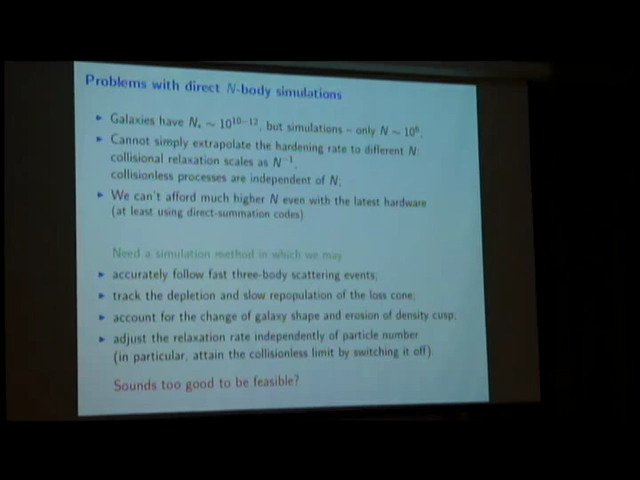 Problems with direct N-body simulations
▶ Galaxies have N⋆ ∼ 10¹⁰⁻¹², but simulations – only N ∼ 10⁶;
▶ Cannot simply extrapolate the hardening rate to different N:
collisional relaxation scales as N⁻¹,
collisionless processes are independent of N;
▶ We can't afford much higher N even with the latest hardware
(at least using direct-summation codes)
Need a simulation method in which we may
▶ accurately follow fast three-body scattering events;
▶ track the depletion and slow repopulation of the loss cone;
▶ account for the change of galaxy shape and erosion of density cusp;
▶ adjust the relaxation rate independently of particle number
(in particular, attain the collisionless limit by switching it off).
Sounds too good to be feasible?